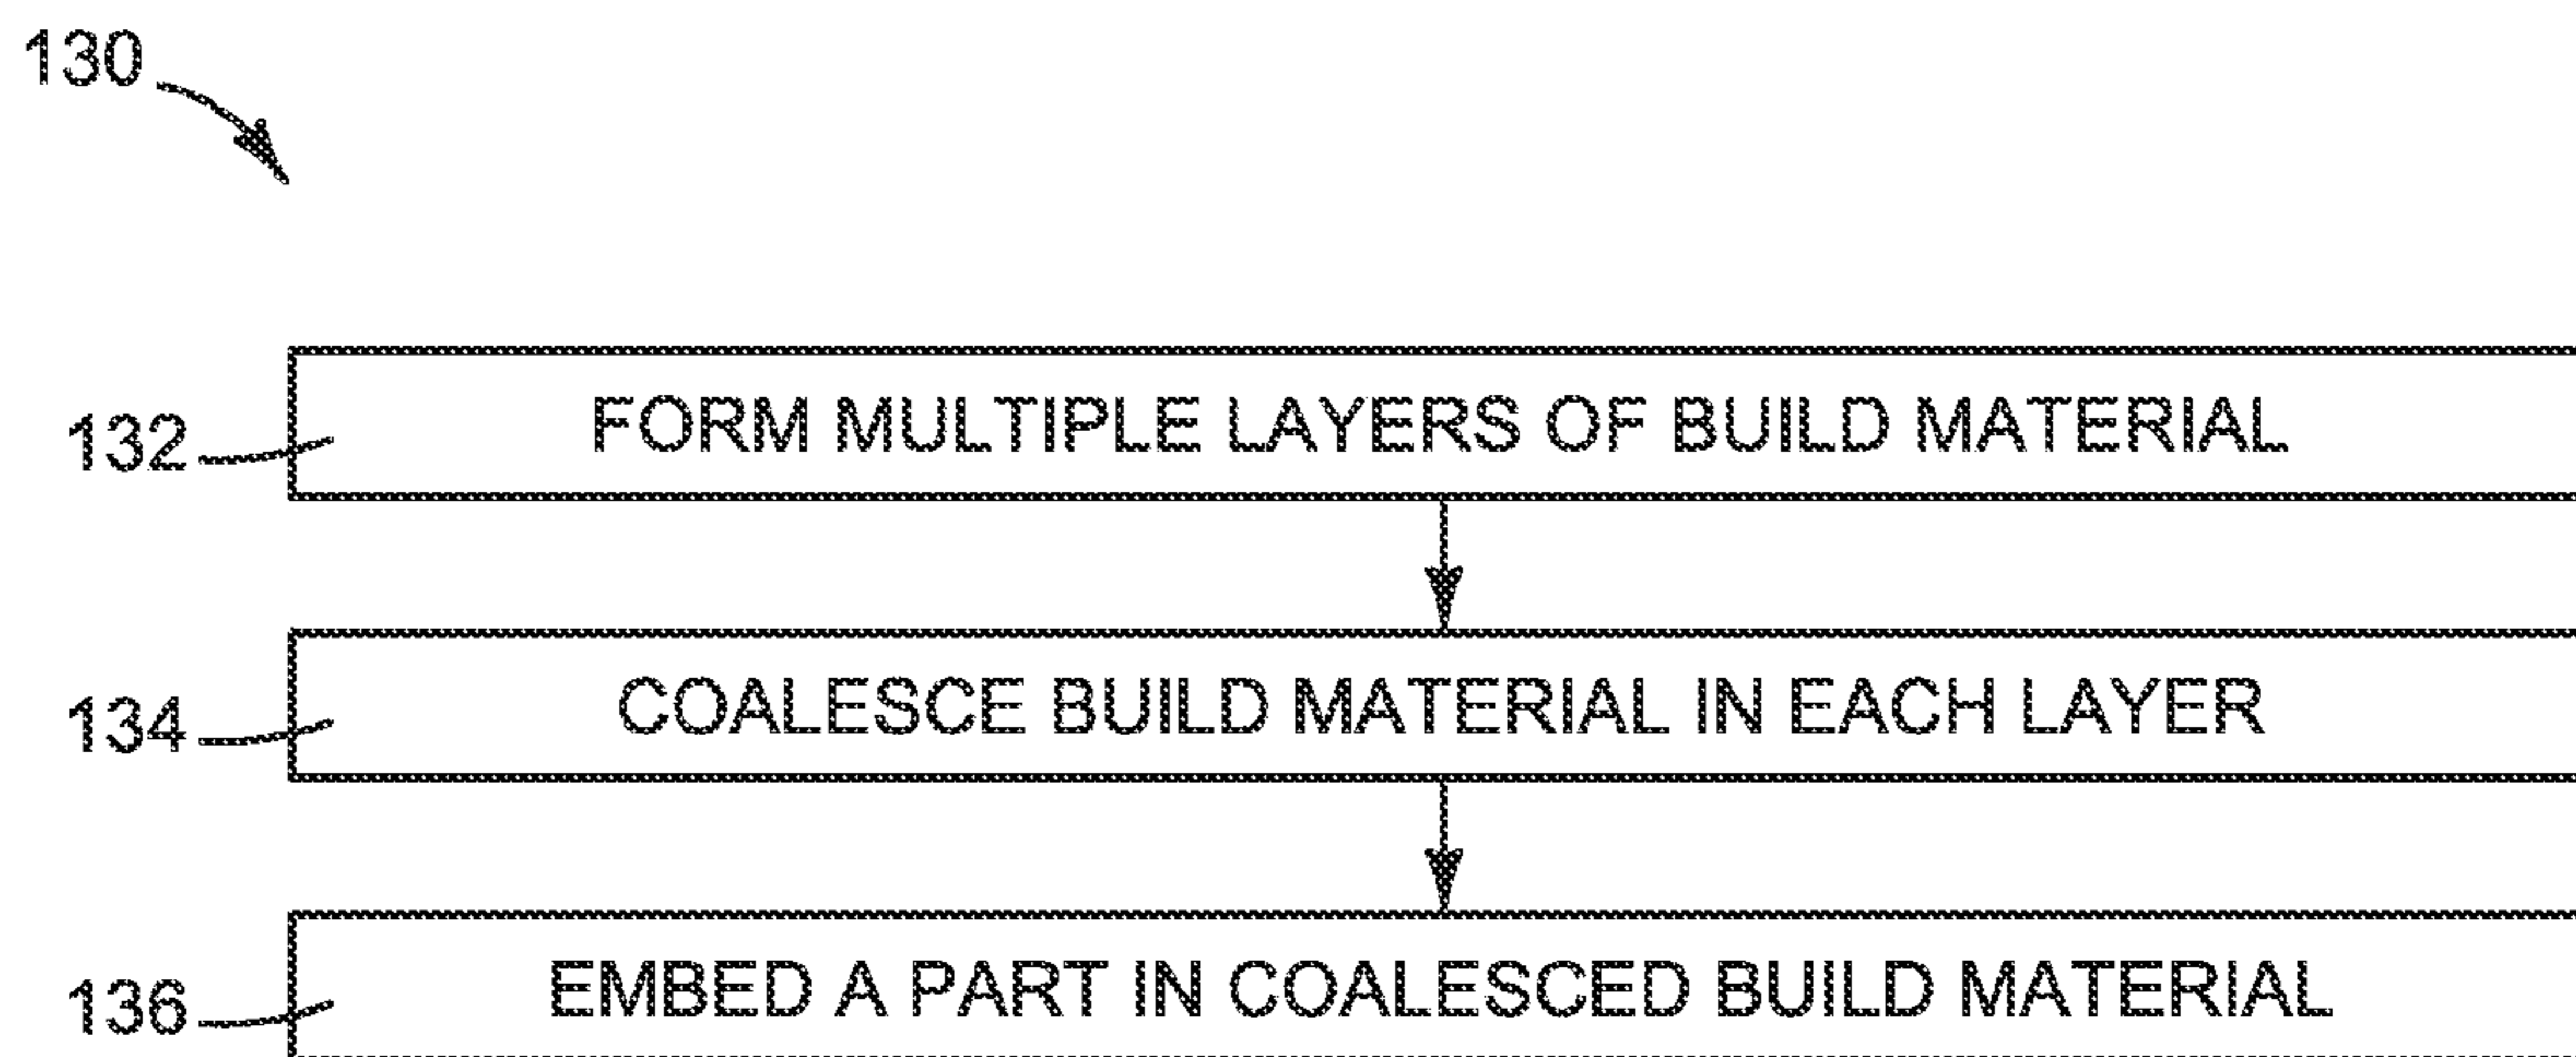 130
132 FORM MULTIPLE LAYERS OF BUILD MATERIAL
134 COALESCE BUILD MATERIAL IN EACH LAYER
136 EMBED A PART IN COALESCED BUILD MATERIAL